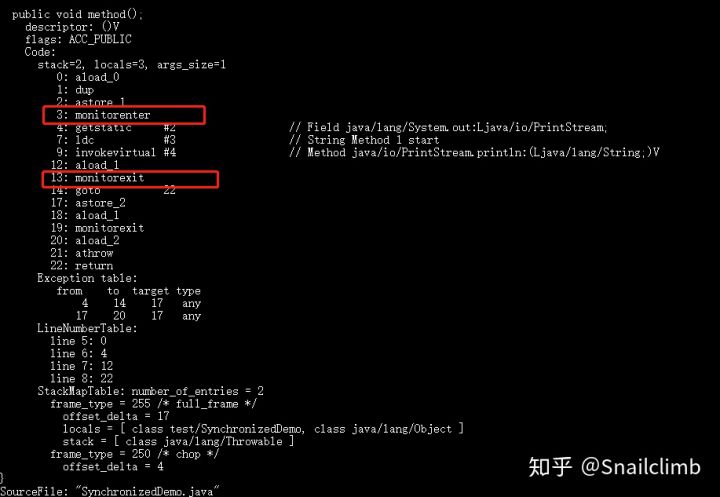 public void method();
descriptor: ()V
flags: ACC_PUBLIC
Code:
stack=2, locals=3, args_size=1
0: aload_0
1: dup
2: astore_1
3: monitorenter
4: getstatic #2 // Field java/lang/System.out:Ljava/io/PrintStream;
7: ldc #3 // String Method 1 start
9: invokevirtual #4 // Method java/io/PrintStream.println:(Ljava/lang/String;)V
12: aload_1
13: monitorexit
14: goto 22
17: astore_2
18: aload_1
19: monitorexit
20: aload_2
21: athrow
22: return
Exception table:
from to target type
4 14 17 any
17 20 17 any
LineNumberTable:
line 5: 0
line 6: 4
line 7: 12
line 8: 22
StackMapTable: number_of_entries = 2
frame_type = 255 /* full_frame */
offset_delta = 17
locals = [ class test/SynchronizedDemo, class java/lang/Object ]
stack = [ class java/lang/Throwable ]
frame_type = 250 /* chop */
offset_delta = 4
}
SourceFile: "SynchronizedDemo.java"
知乎 @Snailclimb